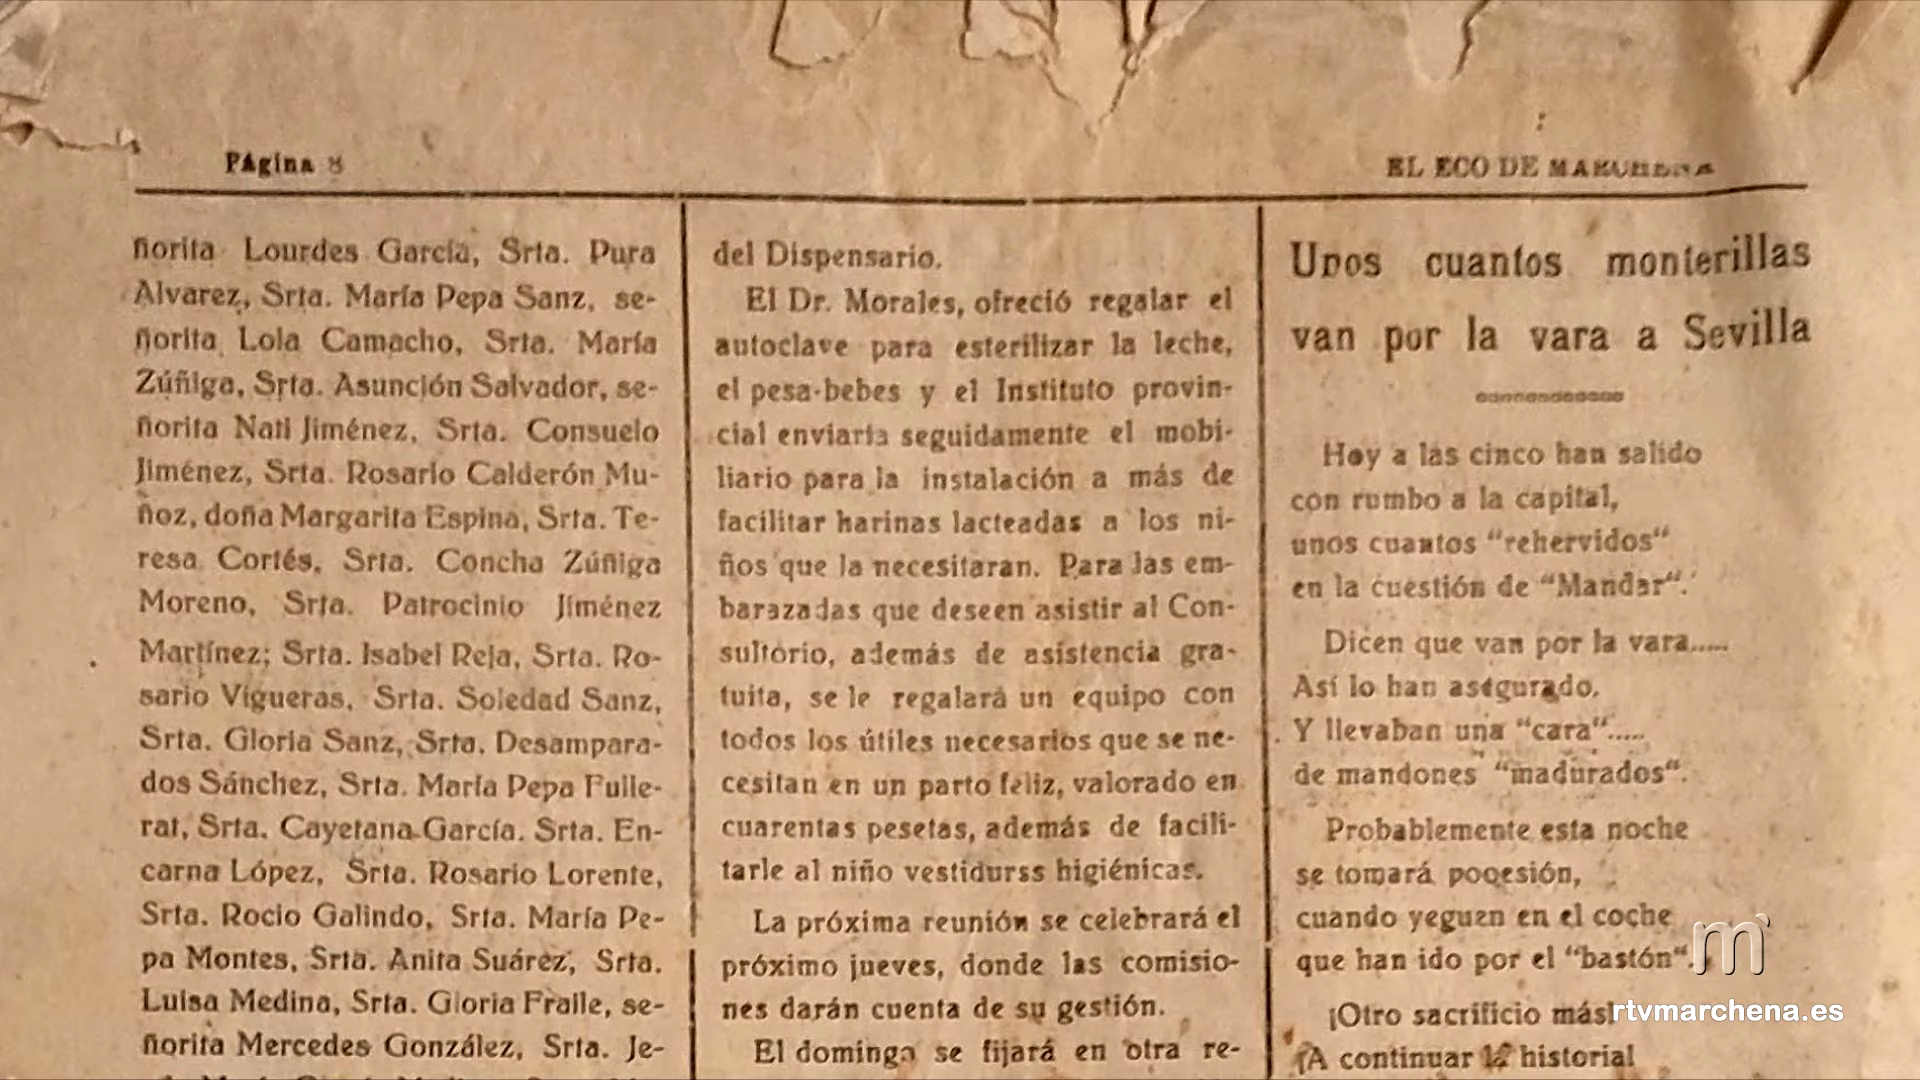 Página 8
EL ECO DE MARCHENA
ñorita Lourdes García, Srta. Pura
Alvarez, Srta. María Pepa Sanz, se-
ñorita Lola Camacho, Srta. María
Zúñiga, Srta. Asunción Salvador, se-
ñorita Nati Jiménez, Srta. Consuelo
Jiménez, Srta. Rosario Calderón Mu-
ñoz, doña Margarita Espina, Srta. Te-
resa Cortés, Srta. Concha Zúñiga
Moreno, Srta. Patrocinio Jiménez
Martínez; Srta. Isabel Reja, Srta. Ro-
sario Vigueras, Srta. Soledad Sanz,
Srta. Gloria Sanz, Srta. Desampara-
dos Sánchez, Srta. María Pepa Fulle-
rat, Srta. Cayetana García. Srta. En-
carna López, Srta. Rosario Lorente,
Srta. Rocio Galindo, Srta. María Pe-
pa Montes, Srta. Anita Suárez, Srta.
Luisa Medina, Srta. Gloria Fraile, se-
ñorita Mercedes González, Srta. Je-
del Dispensario.
El Dr. Morales, ofreció regalar el
autoclave para esterilizar la leche,
el pesa-bebes y el Instituto provin-
cial enviaría seguidamente el mobi-
liario para la instalación a más de
facilitar harinas lacteadas a los ni-
ños que la necesitaran. Para las em-
barazadas que deseen asistir al Con-
sultorio, además de asistencia gra-
tuita, se le regalará un equipo con
todos los útiles necesarios que se ne-
cesitan en un parto feliz, valorado en
cuarentas pesetas, además de facili-
tarle al niño vestidurss higiénicas.
La próxima reunión se celebrará el
próximo jueves, donde las comisio-
nes darán cuenta de su gestión.
El domingo se fijará en otra re-
Unos cuantos monterillas
van por la vara a Sevilla
Hoy a las cinco han salido
con rumbo a la capital,
unos cuantos “rehervidos“
en la cuestión de “Mandar“.
Dicen que van por la vara.....
Así lo han asegurado.
Y llevaban una “cara“.....
de mandones “madurados“.
Probablemente esta noche
se tomará pooesión,
cuando yeguen en el coche
que han ido por el “bastón“.
¡Otro sacrificio más!
¡A continuar la historial
m
rtvmarchena.es